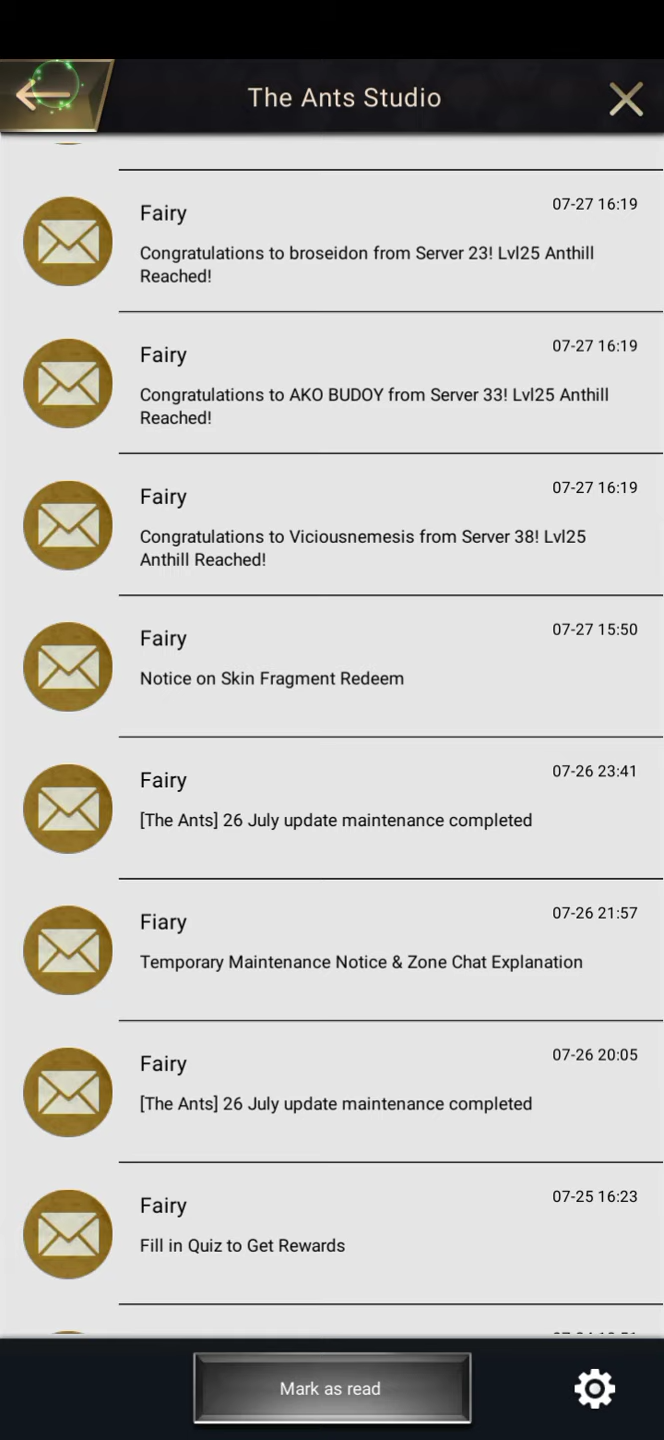 The Ants Studio
Fairy
07-27 16:19
Congratulations to broseidon from Server 23! Lvl25 Anthill
Reached!
Fairy
07-27 16:19
Congratulations to AKO BUDOY from Server 33! Lvl25 Anthill
Reached!
Fairy
07-27 16:19
Congratulations to Viciousnemesis from Server 38! Lvl25
Anthill Reached!
Fairy
07-27 15:50
Notice on Skin Fragment Redeem
Fairy
07-26 23:41
[The Ants] 26 July update maintenance completed
Fiary
07-26 21:57
Temporary Maintenance Notice & Zone Chat Explanation
Fairy
07-26 20:05
[The Ants] 26 July update maintenance completed
Fairy
07-25 16:23
Fill in Quiz to Get Rewards
Mark as read